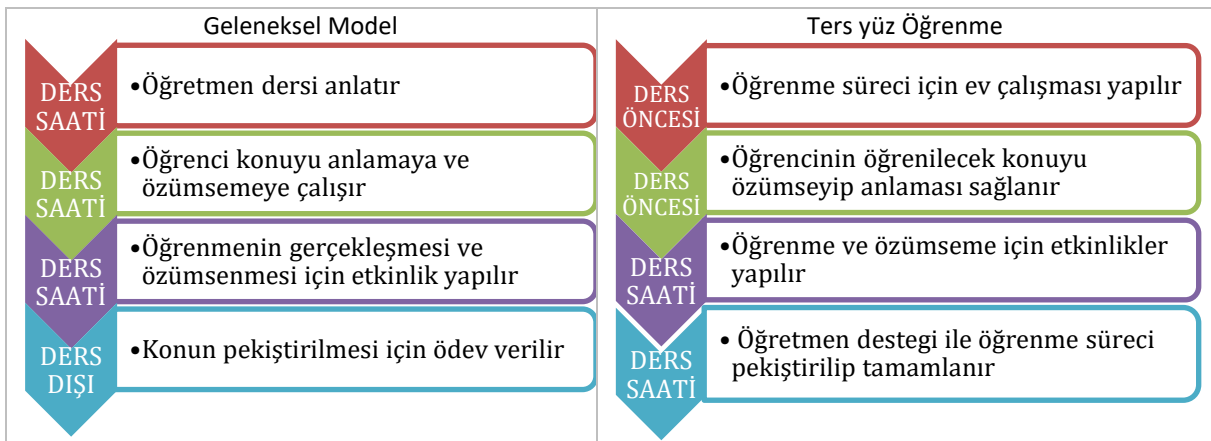 Geleneksel Model
DERS
SAATİ
•Öğretmen dersi anlatır
DERS
SAATİ
•Öğrenci konuyu anlamaya ve
özümsemeye çalışır
DERS
SAATİ
•Öğrenmenin gerçekleşmesi ve
özümsenmesi için etkinlik yapılır
DERS
DIŞI
•Konun pekiştirilmesi için ödev verilir
Ters yüz Öğrenme
DERS
ÖNCESİ
•Öğrenme süreci için ev çalışması yapılır
DERS
ÖNCESİ
•Öğrencinin öğrenilecek konuyu
özümseyip anlaması sağlanır
DERS
SAATİ
•Öğrenme ve özümseme için etkinlikler
yapılır
DERS
SAATİ
• Öğretmen destegi ile öğrenme süreci
pekiştirilip tamamlanır